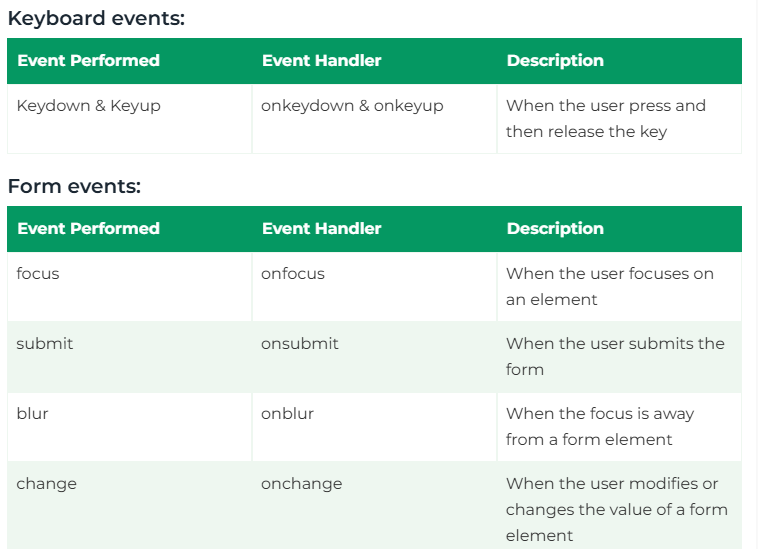 Keyboard events:
Event Performed Event Handler Description
Keydown & Keyup onkeydown & onkeyup When the user press and
then release the key
Form events:
Event Performed Event Handler Description
focus onfocus When the user focuses on
an element
submit onsubmit When the user submits the
form
blur onblur When the focus is away
from a form element
change onchange When the user modifies or
changes the value of a form
element